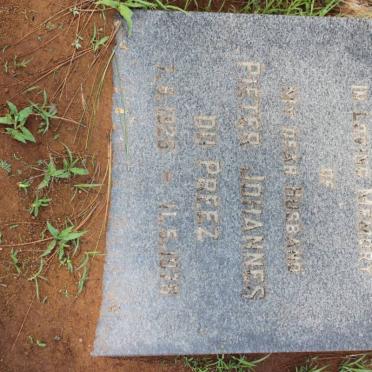 IN LOVING MEMORY
OF
MY DEAR HUSBAND
PIETER JOHANNES
DU PREEZ